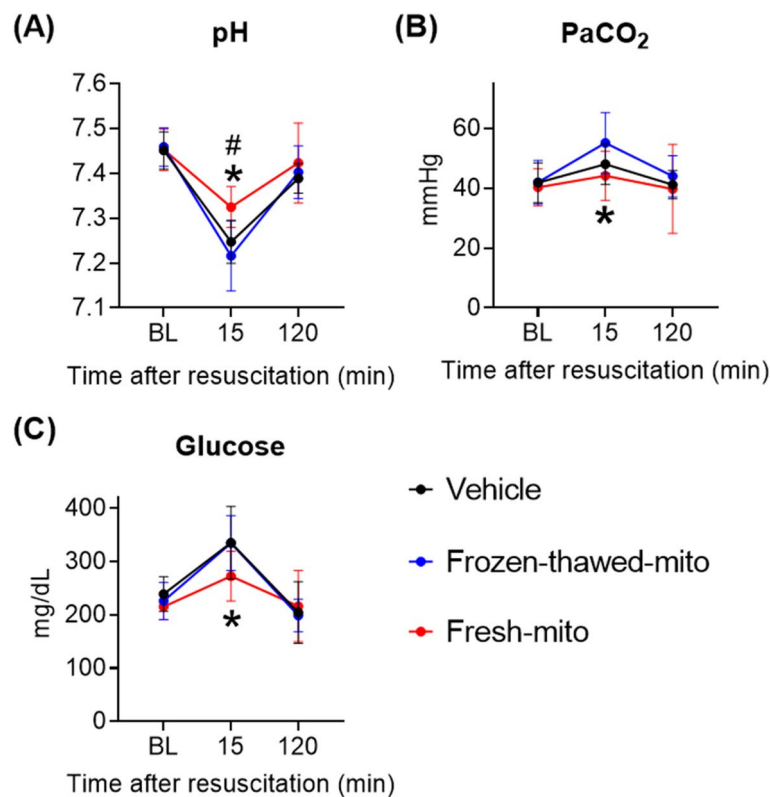 (A)
pH
7.6
7.5
7.4
7.3
7.2
7.1
#
*
BL 15 120
Time after resuscitation (min)
(B)
PaCO₂
mmHg
60
40
20
0
*
BL 15 120
Time after resuscitation (min)
(C)
Glucose
mg/dL
400
300
200
100
0
*
BL 15 120
Time after resuscitation (min)
Vehicle
Frozen-thawed-mito
Fresh-mito